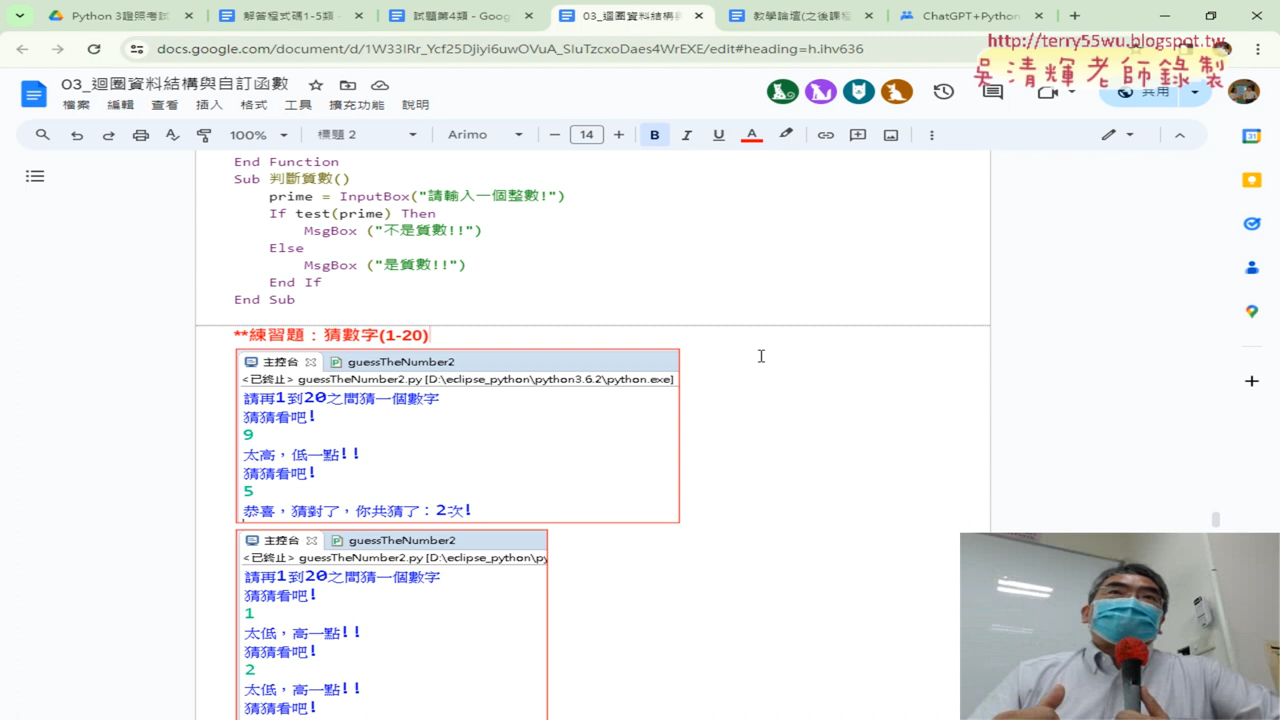 Python 3證照考試
解答程式碼1-5類 -
試題第4類 - Goog
03_迴圈資料結構與
教學論壇(之後課程
ChatGPT+Python
docs.google.com/document/d/1W33lRr_Ycf25Djiyi6uwOVuA_SiuTzcxoDaes4WrEXE/edit#heading=h.ihv636
http://terry55wu.blogspot.tw
吳清輝老師錄製
03_迴圈資料結構與自訂函數
共用
檔案 編輯 查看 插入 格式 工具 擴充功能 說明
100% 標題 2 Arimo 14 B I U A
31
End Function
Sub 判斷質數()
prime = InputBox("請輸入一個整數!")
If test(prime) Then
MsgBox ("不是質數!!")
Else
MsgBox ("是質數!!")
End If
End Sub
**練習題：猜數字(1-20)
主控台 guessTheNumber2
<已終止> guessTheNumber2.py [D:\eclipse_python\python3.6.2\python.exe]
請再1到20之間猜一個數字
猜猜看吧!
9
太高，低一點!!
猜猜看吧!
5
恭喜，猜對了，你共猜了：2次!
主控台 guessTheNumber2
<已終止> guessTheNumber2.py [D:\eclipse_python\py
請再1到20之間猜一個數字
猜猜看吧!
1
太低，高一點!!
猜猜看吧!
2
太低，高一點!!
猜猜看吧!